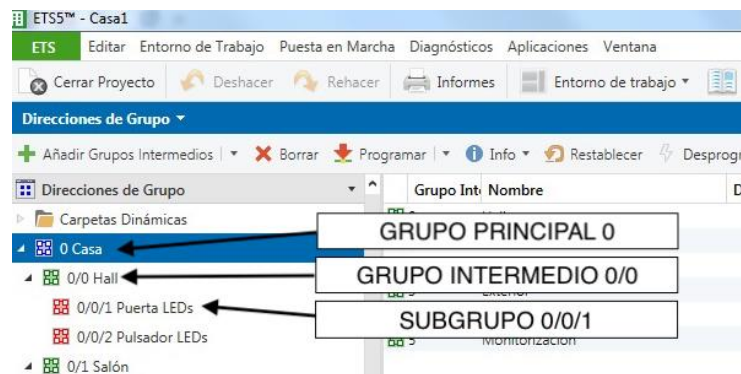 ETS5™ - Casa1
ETS Editar Entorno de Trabajo Puesta en Marcha Diagnósticos Aplicaciones Ventana
Cerrar Proyecto Deshacer Rehacer Informes Entorno de trabajo
Direcciones de Grupo
Añadir Grupos Intermedios Borrar Programar Info Restablecer Desprogr
Direcciones de Grupo Grupo Int Nombre D
Carpetas Dinámicas
GRUPO PRINCIPAL 0
0 Casa
GRUPO INTERMEDIO 0/0
0/0 Hall
Exterior
0/0/1 Puerta LEDs
SUBGRUPO 0/0/1
0/0/2 Pulsador LEDs
5 Monitorización
0/1 Salón